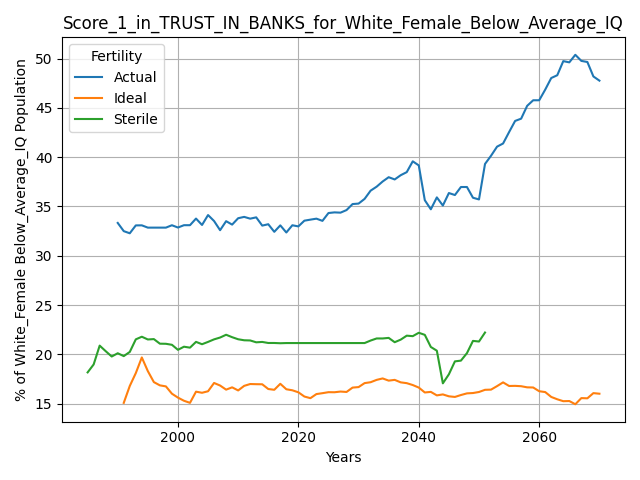 Score_1_in_TRUST_IN_BANKS_for_White_Female_Below_Average_IQ
Fertility
Actual
Ideal
Sterile
% of White_Female Below_Average_IQ Population
50
45
40
35
30
25
20
15
2000
2020
2040
2060
Years